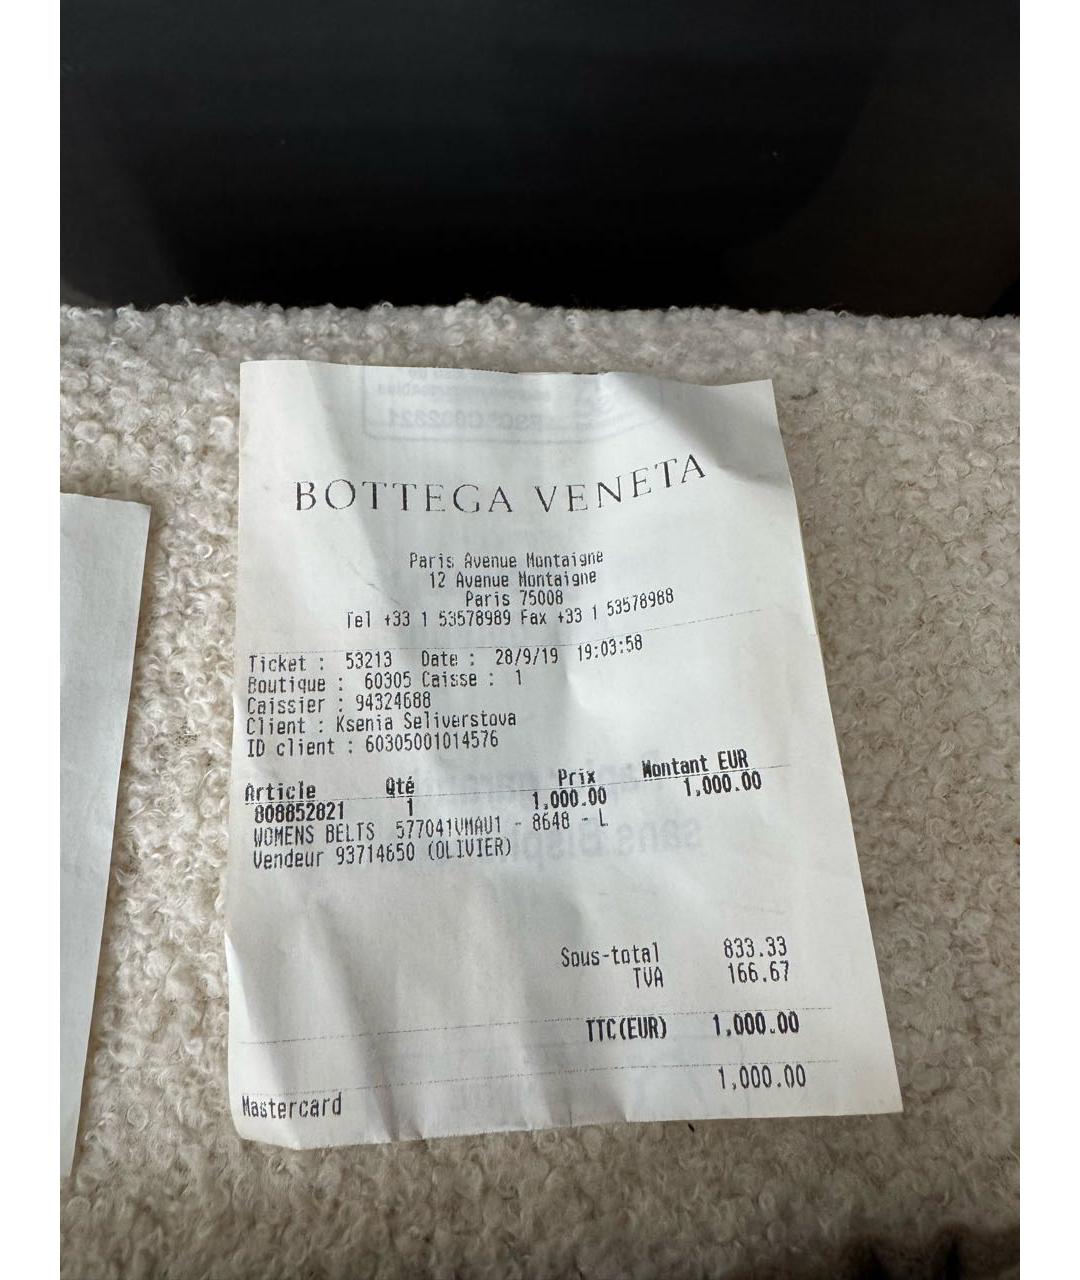 BOTTEGA VENETA
Paris Avenue Montaigne
12 Avenue Montaigne
Paris 75008
Tel +33 1 53578989 Fax +33 1 53578988
Ticket : 53213 Date : 28/9/19 19:03:58
Boutique : 60305 Caisse : 1
Caissier : 94324688
Client : Ksenia Seliverstova
ID client : 60305001014576
Article Qté Prix Montant EUR
808852821 1 1,000.00 1,000.00
WOMENS BELTS 577041VMAU1 - 8648 - L
Vendeur 93714650 (OLIVIER)
Sous-total 833.33
TVA 166.67
TTC(EUR) 1,000.00
Mastercard 1,000.00